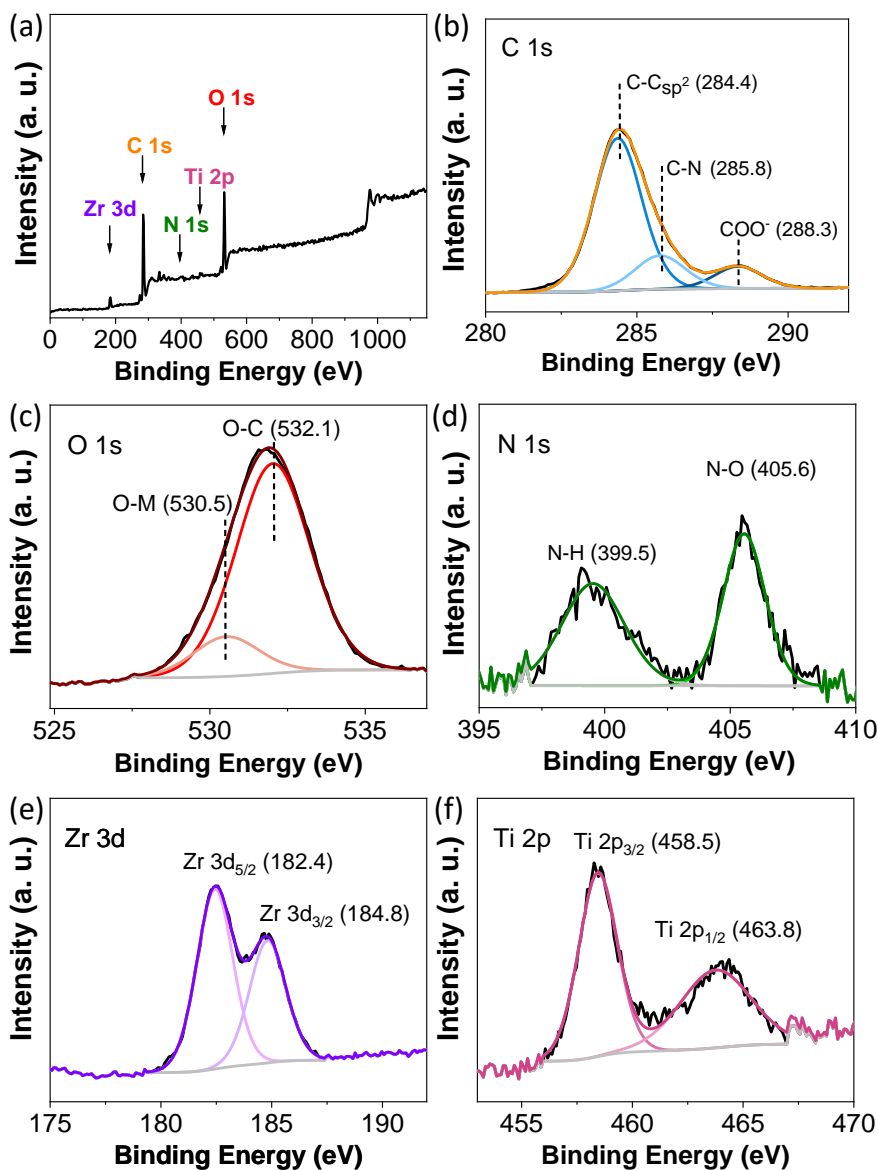 (a)
O 1s
C 1s
Ti 2p
Zr 3d
N 1s
Intensity (a. u.)
0 200 400 600 800 1000
Binding Energy (eV)
(b)
C 1s
C-Csp² (284.4)
C-N (285.8)
COO⁻ (288.3)
Intensity (a. u.)
280 285 290
Binding Energy (eV)
(c)
O 1s
O-C (532.1)
O-M (530.5)
Intensity (a. u.)
525 530 535
Binding Energy (eV)
(d)
N 1s
N-O (405.6)
N-H (399.5)
Intensity (a. u.)
395 400 405 410
Binding Energy (eV)
(e)
Zr 3d
Zr 3d5/2 (182.4)
Zr 3d3/2 (184.8)
Intensity (a. u.)
175 180 185 190
Binding Energy (eV)
(f)
Ti 2p
Ti 2p3/2 (458.5)
Ti 2p1/2 (463.8)
Intensity (a. u.)
455 460 465 470
Binding Energy (eV)